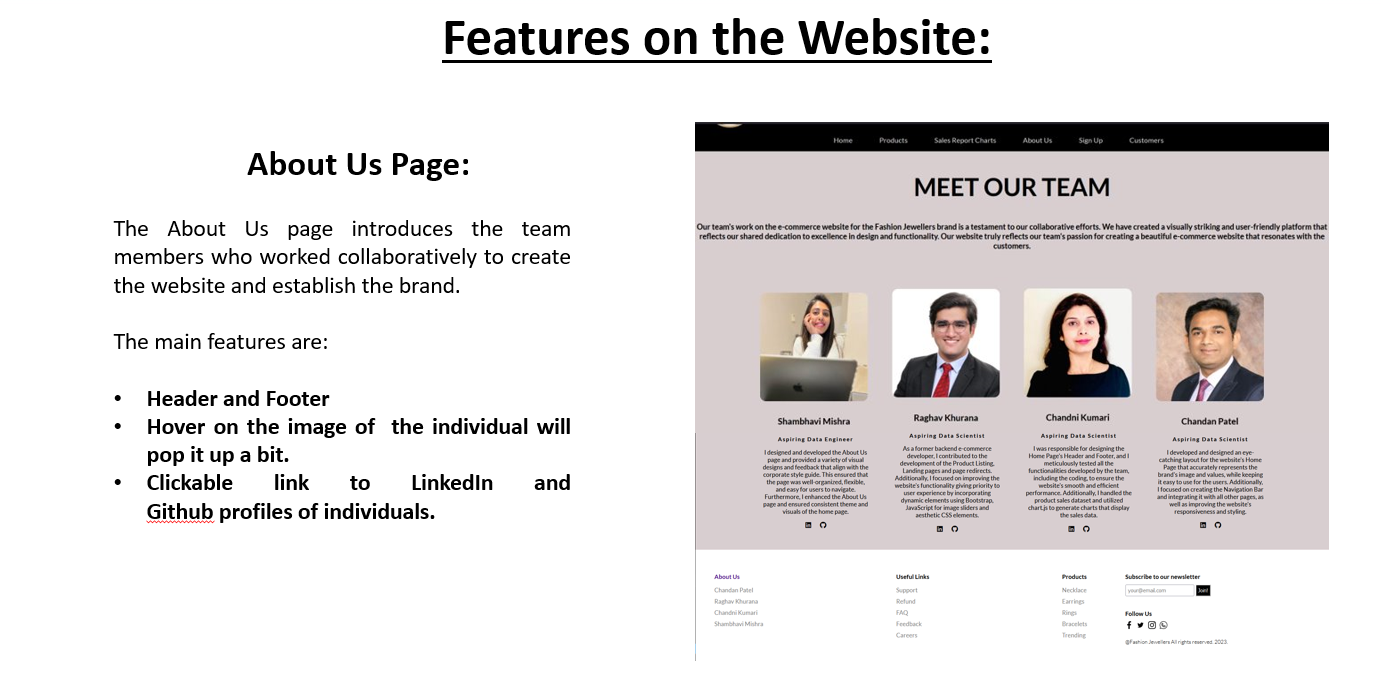 Features on the Website:
About Us Page:
The About Us page introduces the team
members who worked collaboratively to create
the website and establish the brand.
The main features are:
• Header and Footer
• Hover on the image of the individual will
pop it up a bit.
• Clickable link to LinkedIn and
Github profiles of individuals.
Home Products Sales Report Charts About Us Sign Up Customers
MEET OUR TEAM
Our team's work on the e-commerce website for the Fashion Jewellers brand is a testament to our collaborative efforts. We have created a visually striking and user-friendly platform that
reflects our shared dedication to excellence in design and functionality. Our website truly reflects our team's passion for creating a beautiful e-commerce website that resonates with the
customers.
Shambhavi Mishra
Aspiring Data Engineer
I designed and developed the About Us
page and provided a variety of visual
designs and feedback that align with the
corporate style guide. This ensured that
the page was well-organized, flexible,
and easy for users to navigate.
Furthermore, I enhanced the About Us
page and ensured consistent theme and
visuals of the home page.
Raghav Khurana
Aspiring Data Scientist
As a former backend e-commerce
developer, I contributed to the
development of the Product Listing,
Landing pages and page redirects.
Additionally, I focused on improving the
website's functionality giving priority to
user experience by incorporating
dynamic elements using Bootstrap,
JavaScript for image sliders and
aesthetic CSS elements.
Chandni Kumari
Aspiring Data Scientist
I was responsible for designing the
Home Page's Header and Footer, and I
meticulously tested all the
functionalities developed by the team,
including the coding, to ensure the
website's smooth and efficient
performance. Additionally, I handled the
product sales dataset and utilized
chart.js to generate charts that display
the sales data.
Chandan Patel
Aspiring Data Scientist
I developed and designed an eye-
catching layout for the website's Home
Page that accurately represents the
brand's image and values, while keeping
it easy to use for the users. Additionally,
I focused on creating the Navigation Bar
and integrating it with all other pages, as
well as improving the website's
responsiveness and styling.
About Us
Chandan Patel
Raghav Khurana
Chandni Kumari
Shambhavi Mishra
Useful Links
Support
Refund
FAQ
Feedback
Careers
Products
Necklace
Earrings
Rings
Bracelets
Trending
Subscribe to our newsletter
your@email.com Join!
Follow Us
@Fashion Jewellers All rights reserved. 2023.